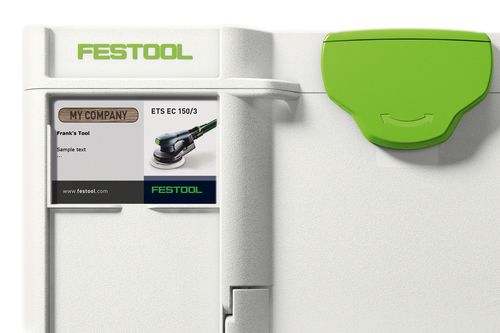 FESTOOL
MY COMPANY
ETS EC 150/3
Frank's Tool
Sample text
...
www.festool.com
FESTOOL